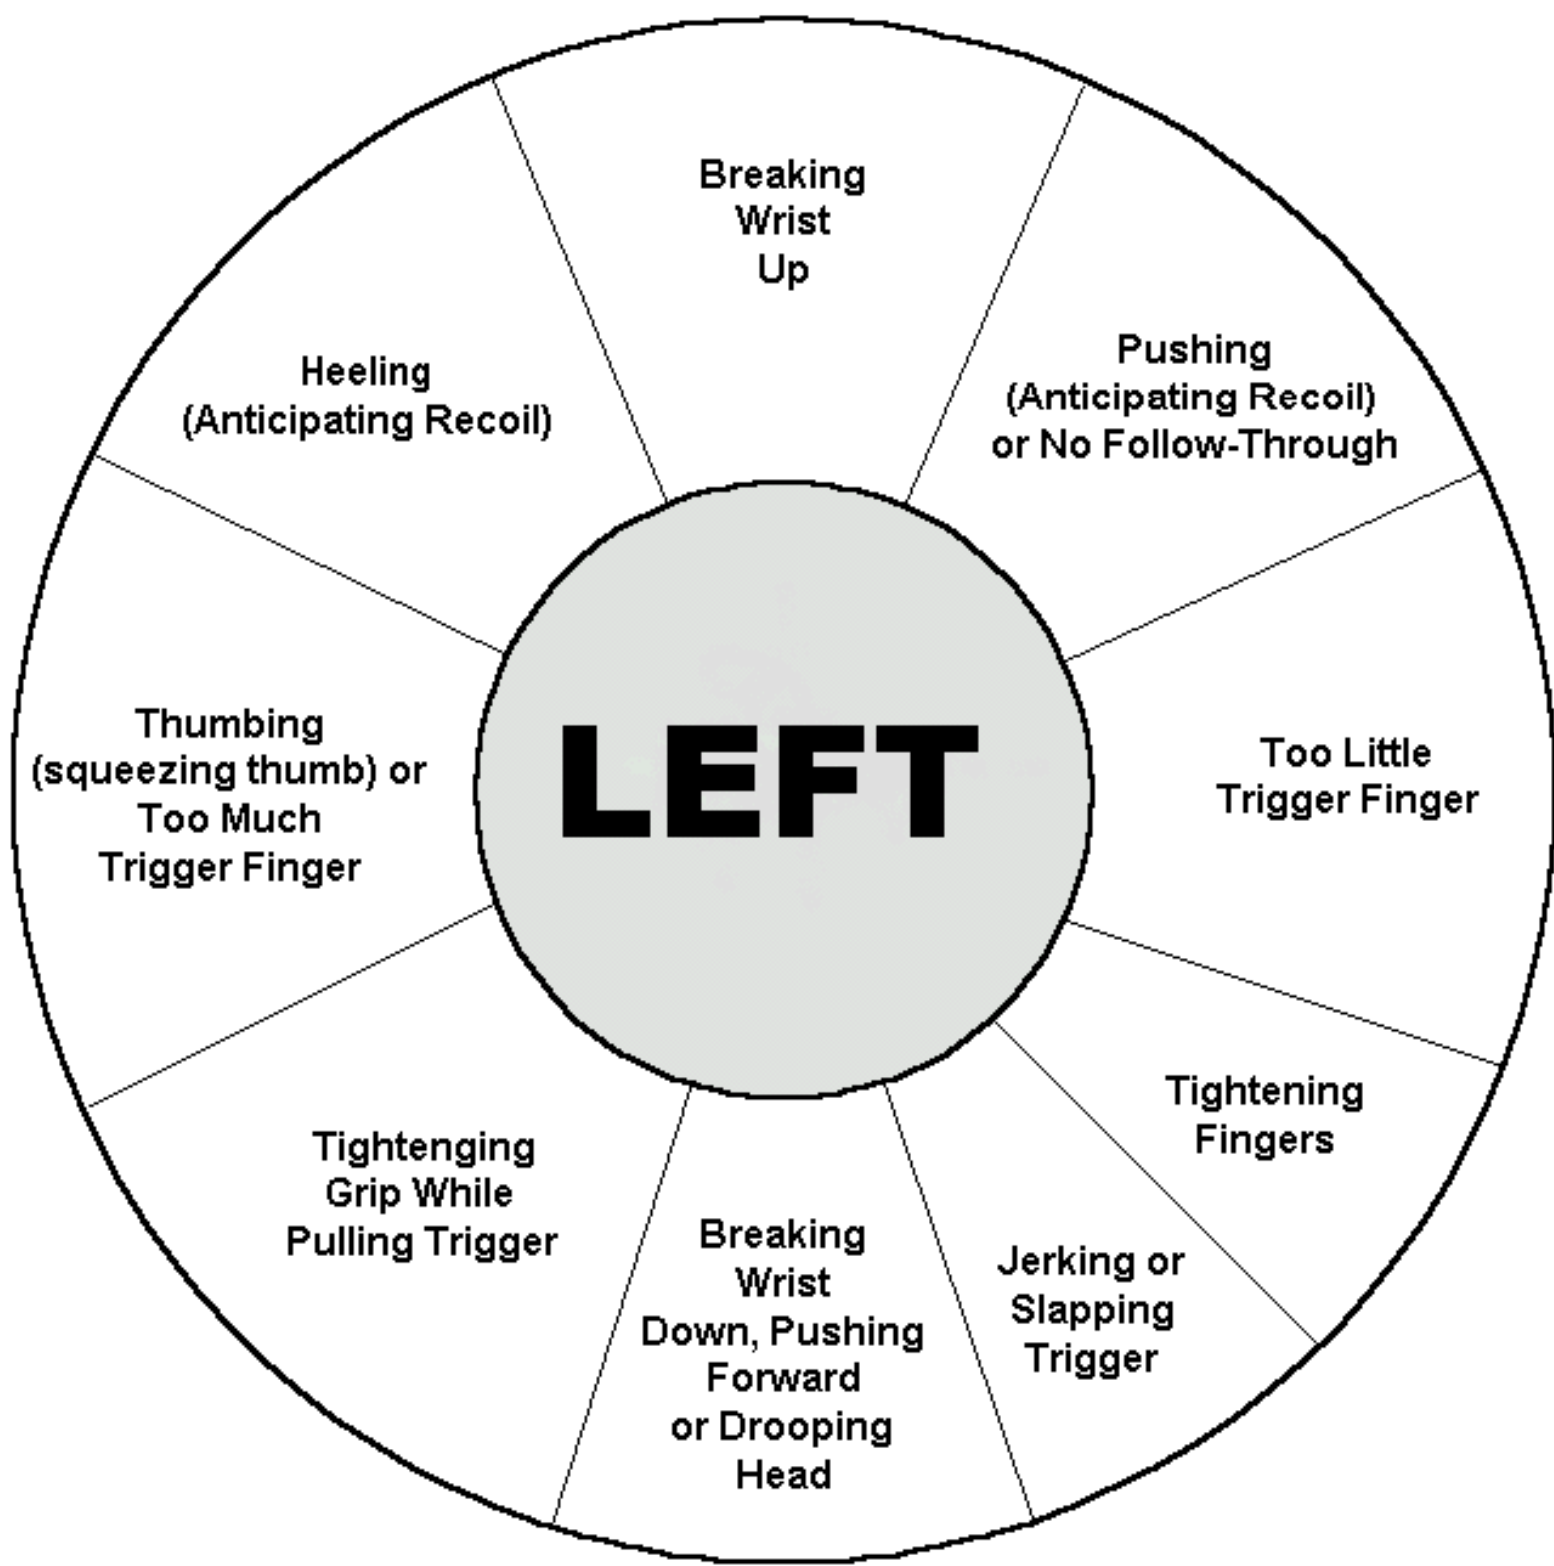 Breaking
Wrist
Up
Pushing
(Anticipating Recoil)
or No Follow-Through
Heeling
(Anticipating Recoil)
Thumbing
(squeezing thumb) or
Too Much
Trigger Finger
LEFT
Too Little
Trigger Finger
Tightening
Fingers
Tightenging
Grip While
Pulling Trigger
Breaking
Wrist
Down, Pushing
Forward
or Drooping
Head
Jerking or
Slapping
Trigger